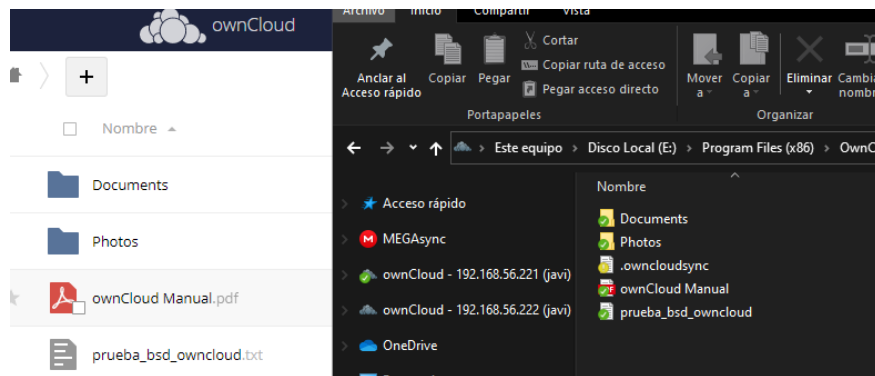 ownCloud
+
Nombre
Documents
Photos
ownCloud Manual.pdf
prueba_bsd_owncloud.txt
Archivo Inicio Compartir Vista
Anclar al
Acceso rápido
Copiar
Pegar
Cortar
Copiar ruta de acceso
Pegar acceso directo
Portapapeles
Mover
a
Copiar
a
Eliminar
Organizar
Este equipo > Disco Local (E:) > Program Files (x86) >
Acceso rápido
MEGAsync
ownCloud - 192.168.56.221 (javi)
ownCloud - 192.168.56.222 (javi)
OneDrive
Nombre
Documents
Photos
.owncloudsync
ownCloud Manual
prueba_bsd_owncloud